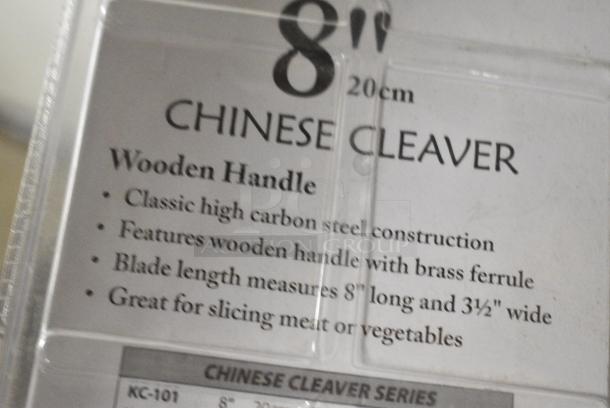 8"
20cm
CHINESE CLEAVER
Wooden Handle
• Classic high carbon steel construction
• Features wooden handle with brass ferrule
• Blade length measures 8" long and 3½" wide
• Great for slicing meat or vegetables
CHINESE CLEAVER SERIES
KC-101 8"
AUCTION GROUP